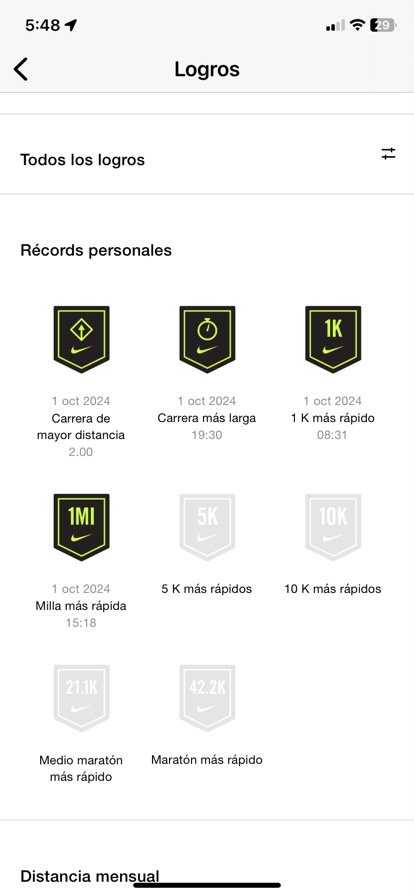 5:48
29
Logros
Todos los logros
Récords personales
1K
1 oct 2024
Carrera de
mayor distancia
2.00
1 oct 2024
Carrera más larga
19:30
1 oct 2024
1 K más rápido
08:31
1MI
5K
10K
1 oct 2024
Milla más rápida
15:18
5 K más rápidos
10 K más rápidos
21.1K
42.2K
Medio maratón
más rápido
Maratón más rápido
Distancia mensual